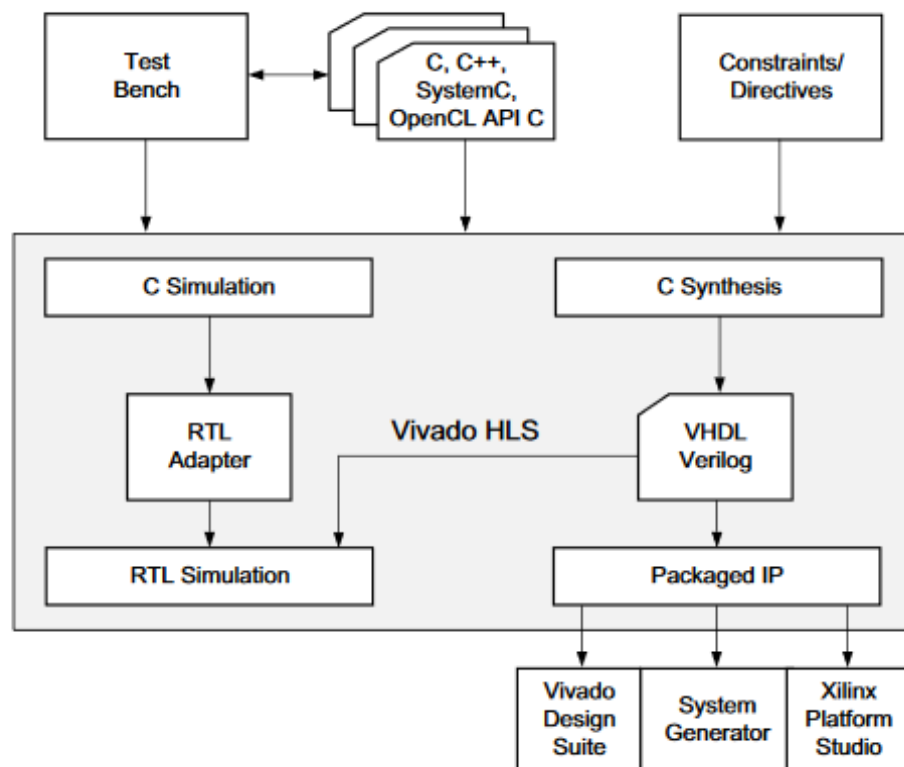 Test
Bench
C, C++,
SystemC,
OpenCL API C
Constraints/
Directives
C Simulation
C Synthesis
RTL
Adapter
Vivado HLS
VHDL
Verilog
RTL Simulation
Packaged IP
Vivado
Design
Suite
System
Generator
Xilinx
Platform
Studio